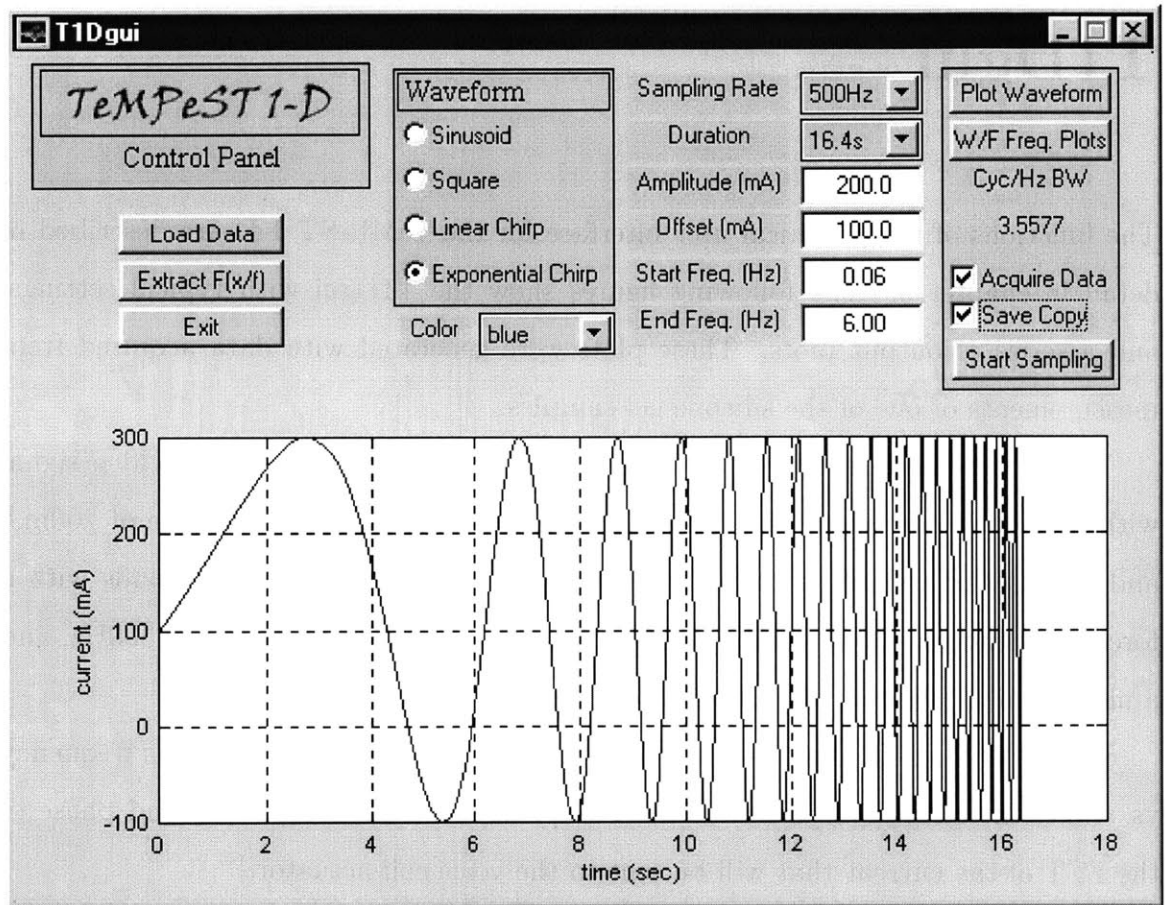 T1Dgui
TeMPeST 1-D
Control Panel
Load Data
Extract F(x/f)
Exit
Waveform
Sinusoid
Square
Linear Chirp
Exponential Chirp
Color blue
Sampling Rate 500Hz
Duration 16.4s
Amplitude (mA) 200.0
Offset (mA) 100.0
Start Freq. (Hz) 0.06
End Freq. (Hz) 6.00
Plot Waveform
W/F Freq. Plots
Cyc/Hz BW
3.5577
Acquire Data
Save Copy
Start Sampling
current (mA)
300
200
100
0
-100
0 2 4 6 8 10 12 14 16 18
time (sec)